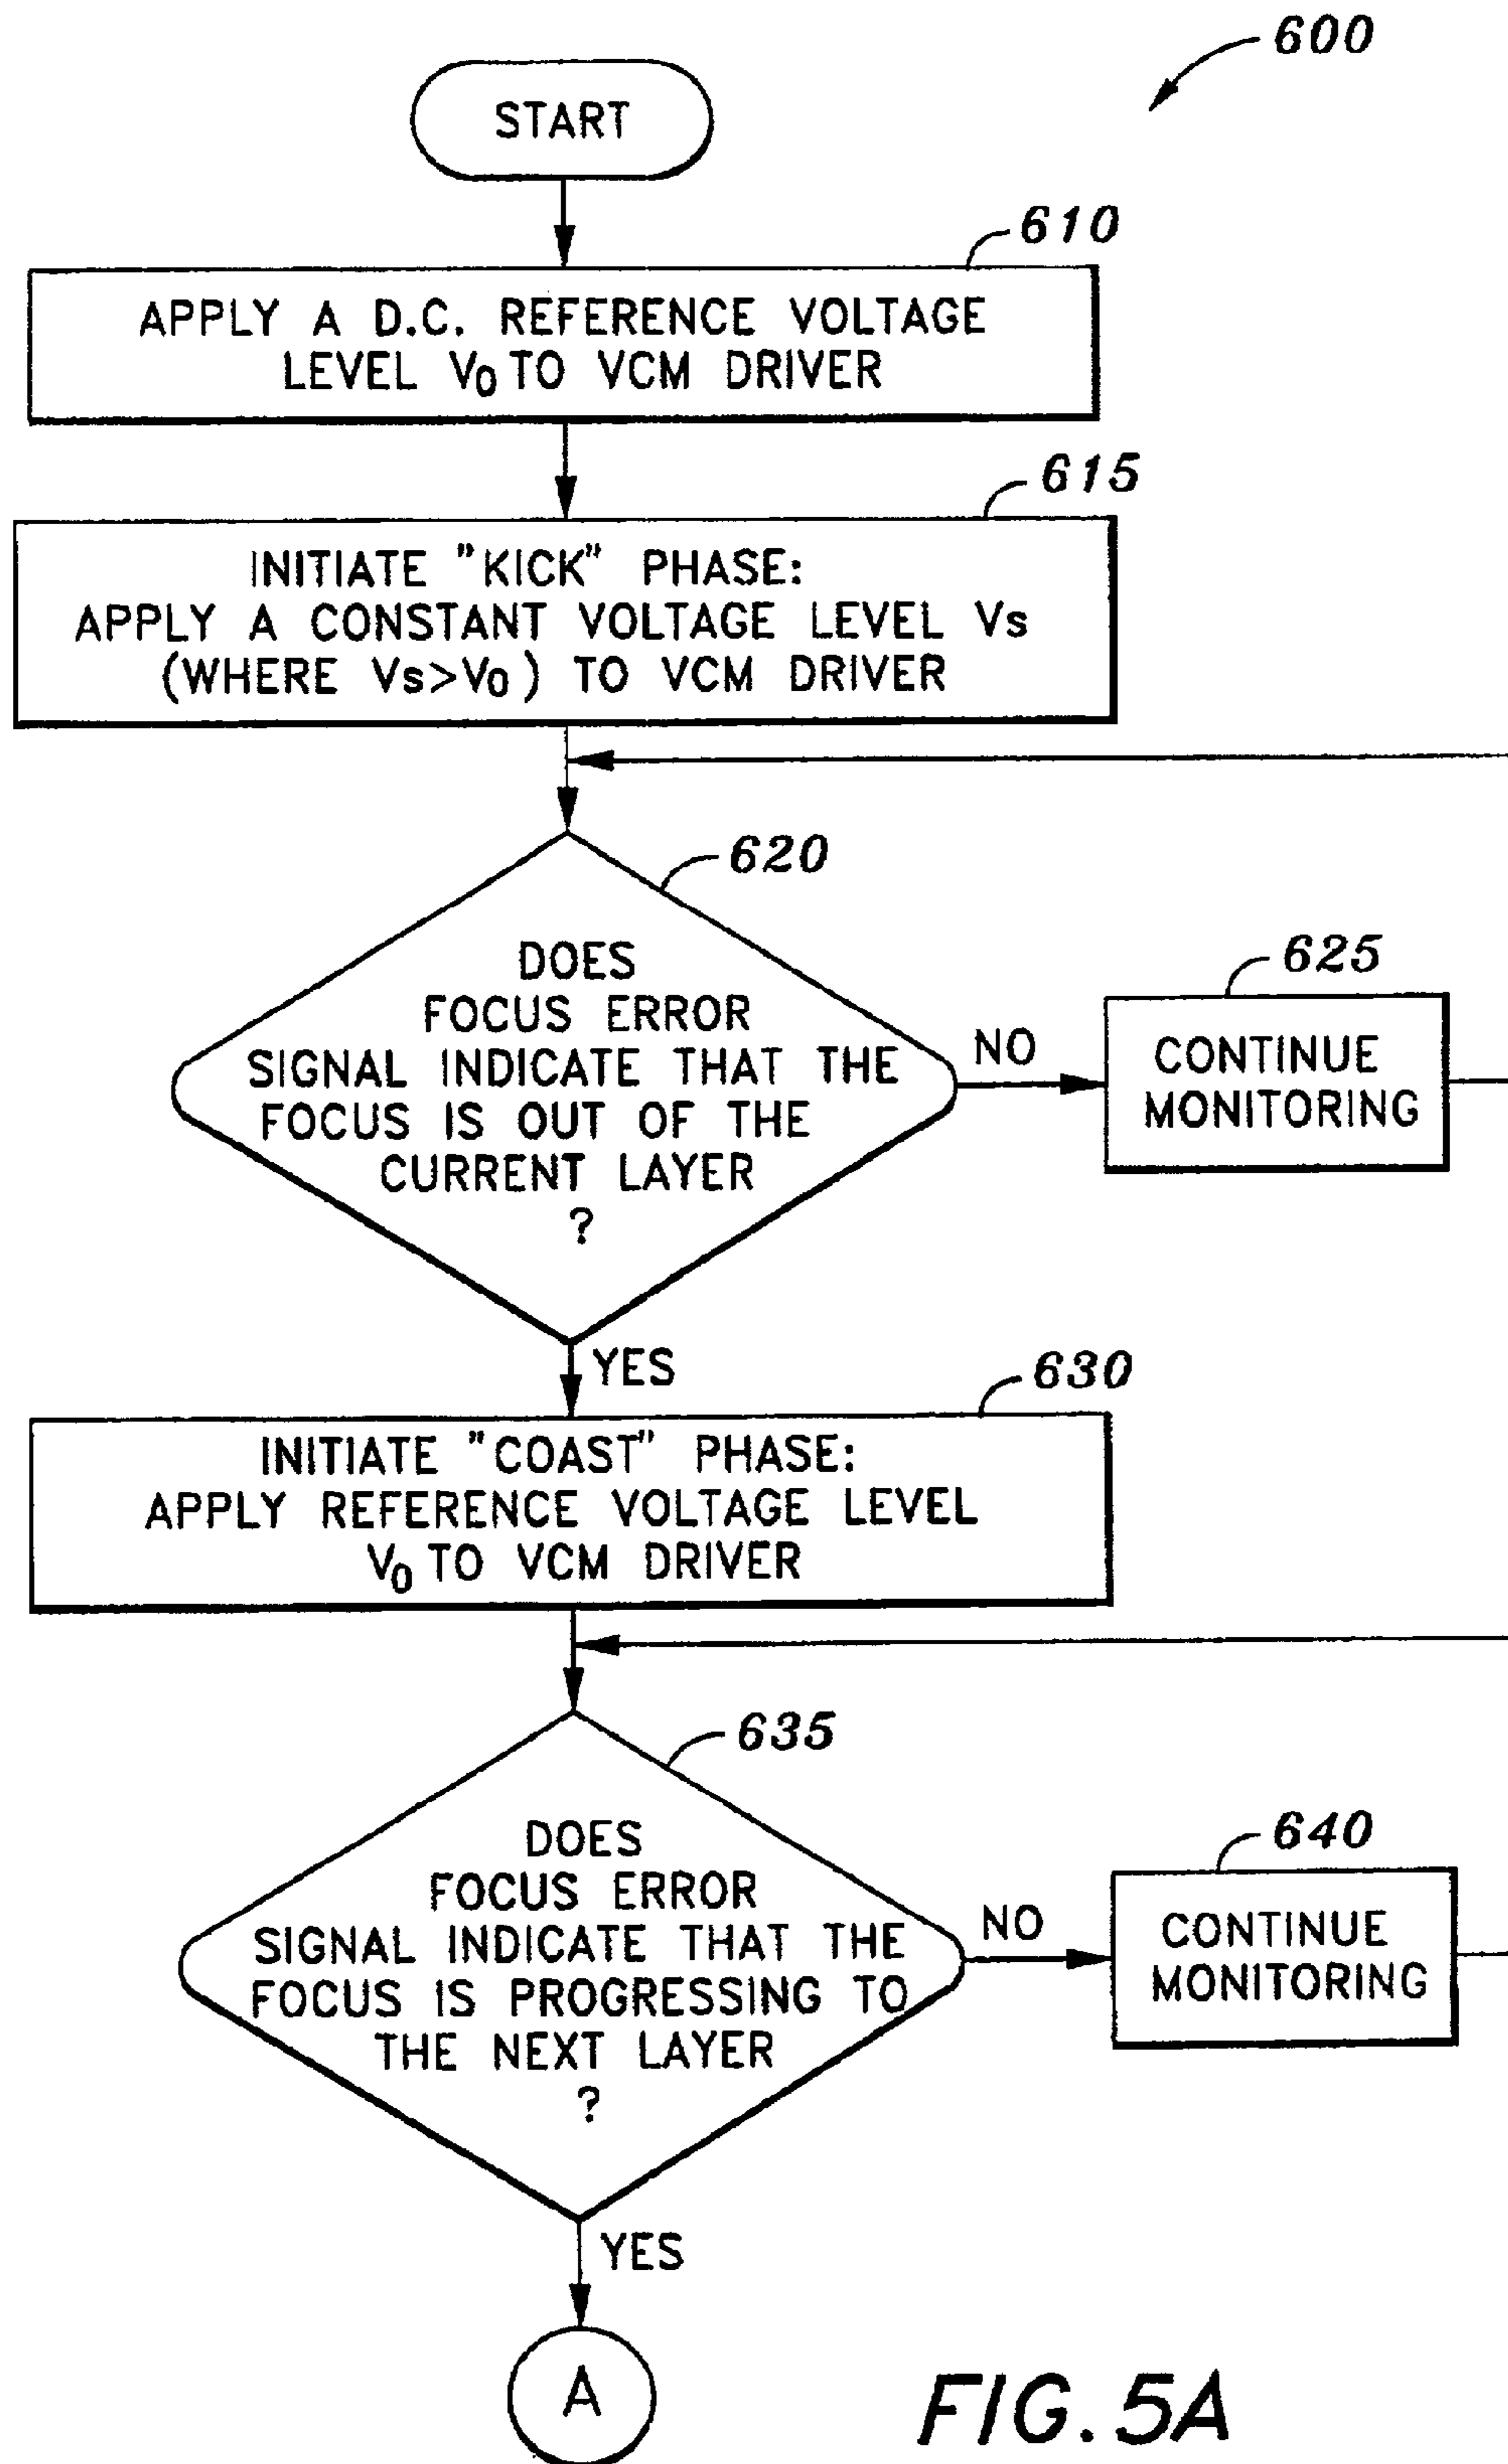 600
START
610
APPLY A D.C. REFERENCE VOLTAGE
LEVEL V0 TO VCM DRIVER
615
INITIATE "KICK" PHASE:
APPLY A CONSTANT VOLTAGE LEVEL Vs
(WHERE Vs>V0) TO VCM DRIVER
620
DOES
FOCUS ERROR
SIGNAL INDICATE THAT THE
FOCUS IS OUT OF THE
CURRENT LAYER
?
NO
625
CONTINUE
MONITORING
YES
630
INITIATE "COAST" PHASE:
APPLY REFERENCE VOLTAGE LEVEL
V0 TO VCM DRIVER
635
DOES
FOCUS ERROR
SIGNAL INDICATE THAT THE
FOCUS IS PROGRESSING TO
THE NEXT LAYER
?
NO
640
CONTINUE
MONITORING
YES
A
FIG. 5A